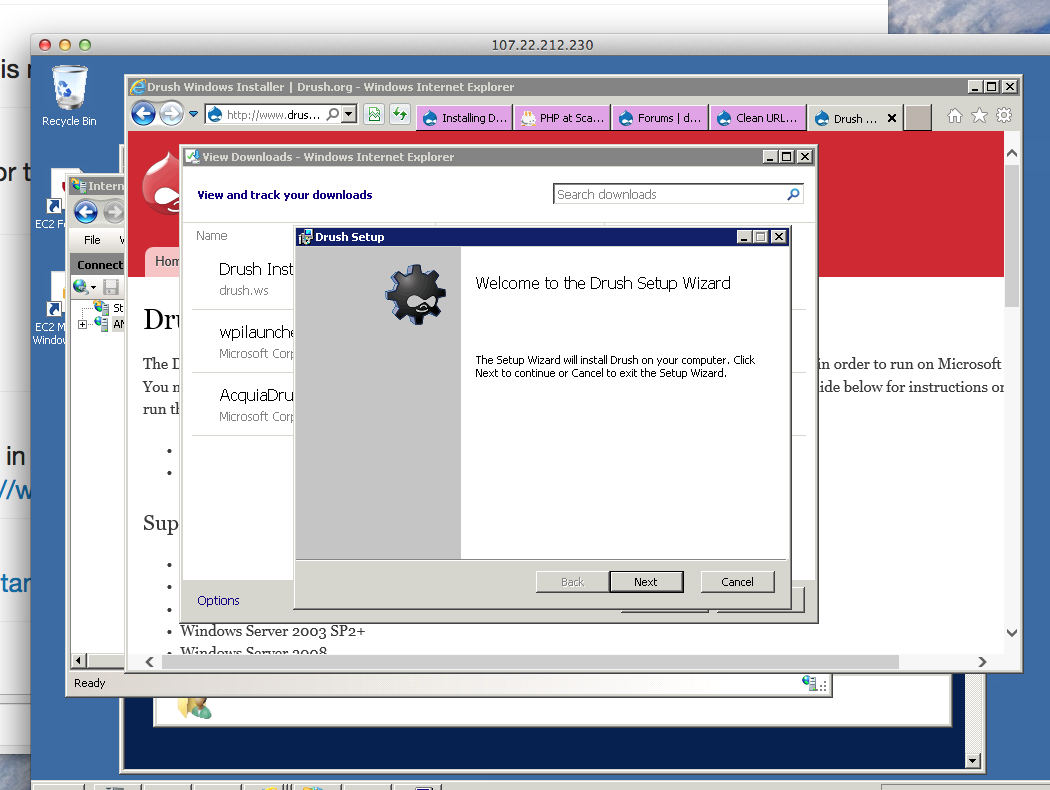 107.22.212.230
is
Recycle Bin
Drush Windows Installer | Drush.org - Windows Internet Explorer
http://www.drus...
Installing D...
PHP at Sca...
Forums | d...
Clean URL...
Drush ...
View Downloads - Windows Internet Explorer
or t
Intern
View and track your downloads
Search downloads
EC2 F
File
Name
Drush Setup
Connect
Hom
Drush Inst
drush.ws
Welcome to the Drush Setup Wizard
St
Dru
EC2 M
Window
wpilaunche
Microsoft Corp
The D
The Setup Wizard will install Drush on your computer. Click
Next to continue or Cancel to exit the Setup Wizard.
in order to run on Microsoft
You n
ide below for instructions or
run th
AcquiaDru
Microsoft Corp
in
//w
Sup
tar
Back
Next
Cancel
Options
Windows Server 2003 SP2+
Windows Server 2008
Ready